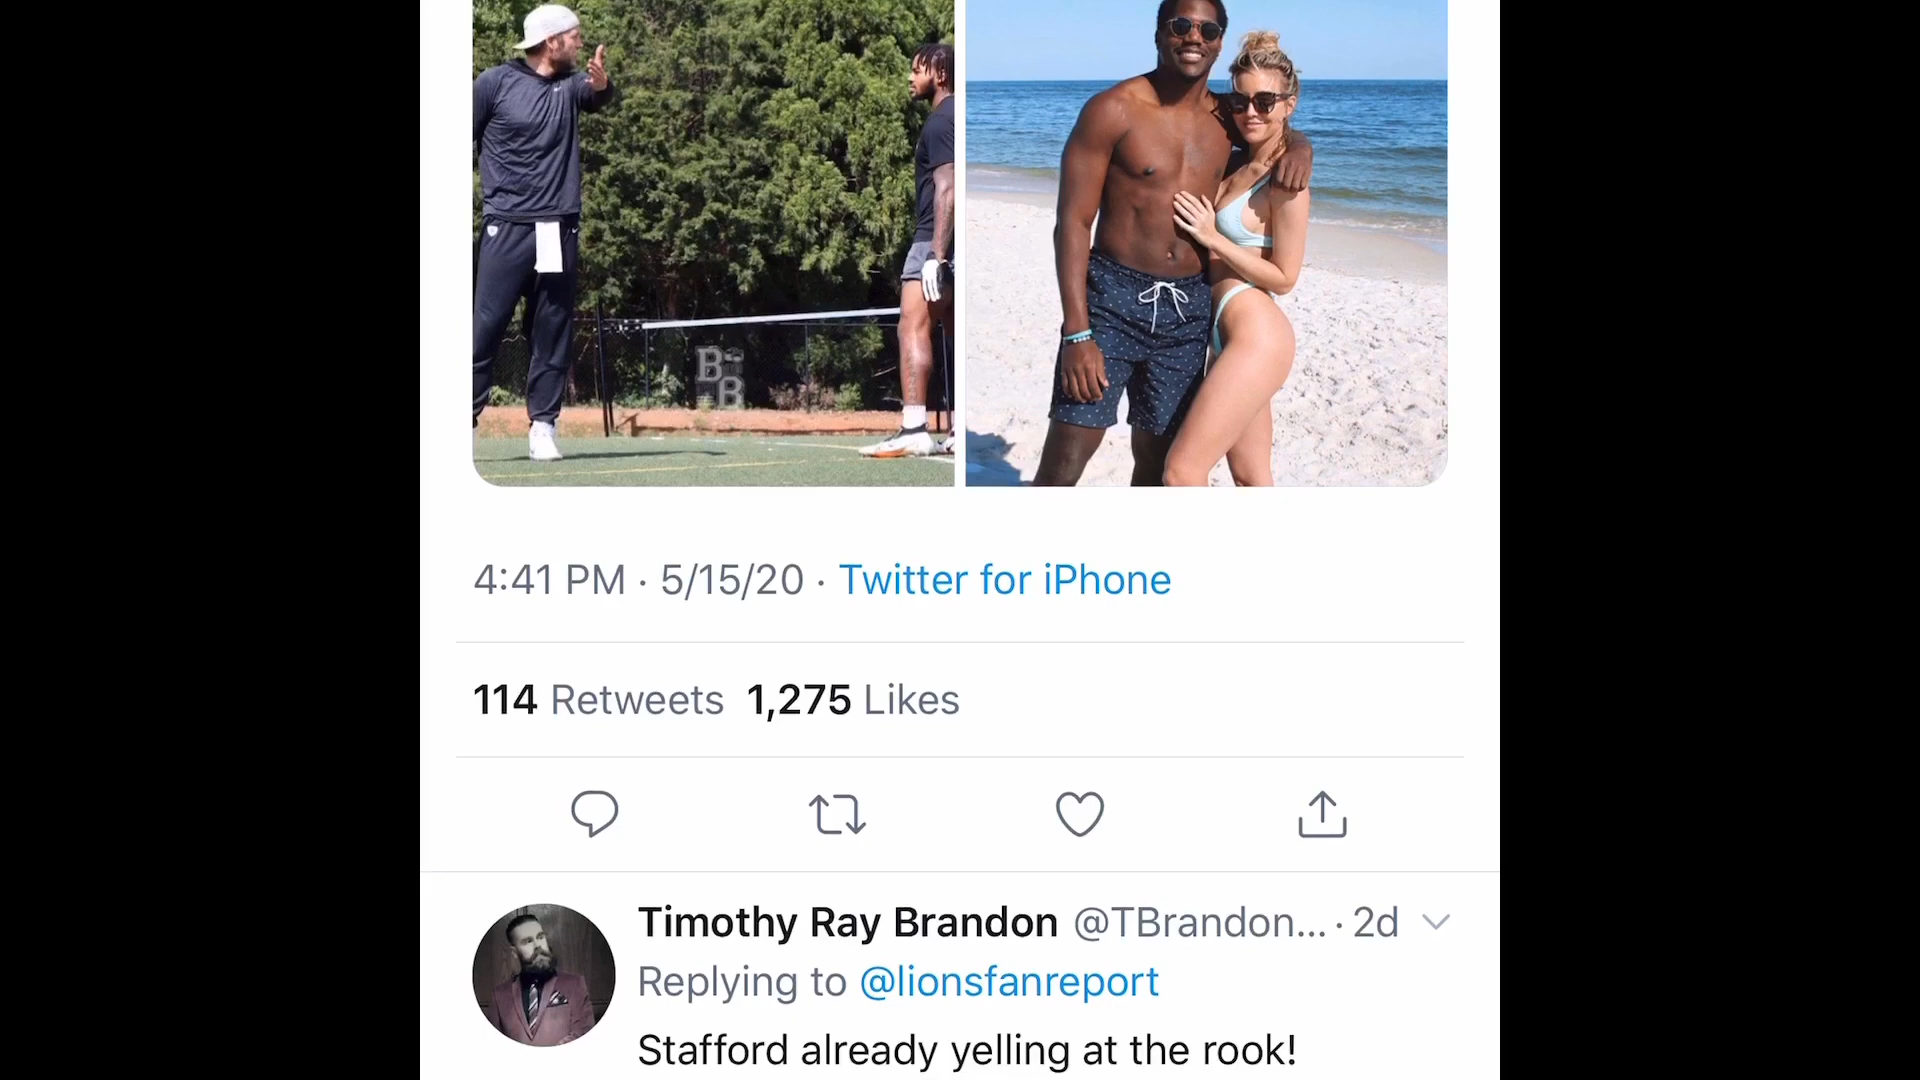 B
B
4:41 PM · 5/15/20 · Twitter for iPhone
114 Retweets 1,275 Likes
Timothy Ray Brandon @TBrandon... · 2d
Replying to @lionsfanreport
Stafford already yelling at the rook!